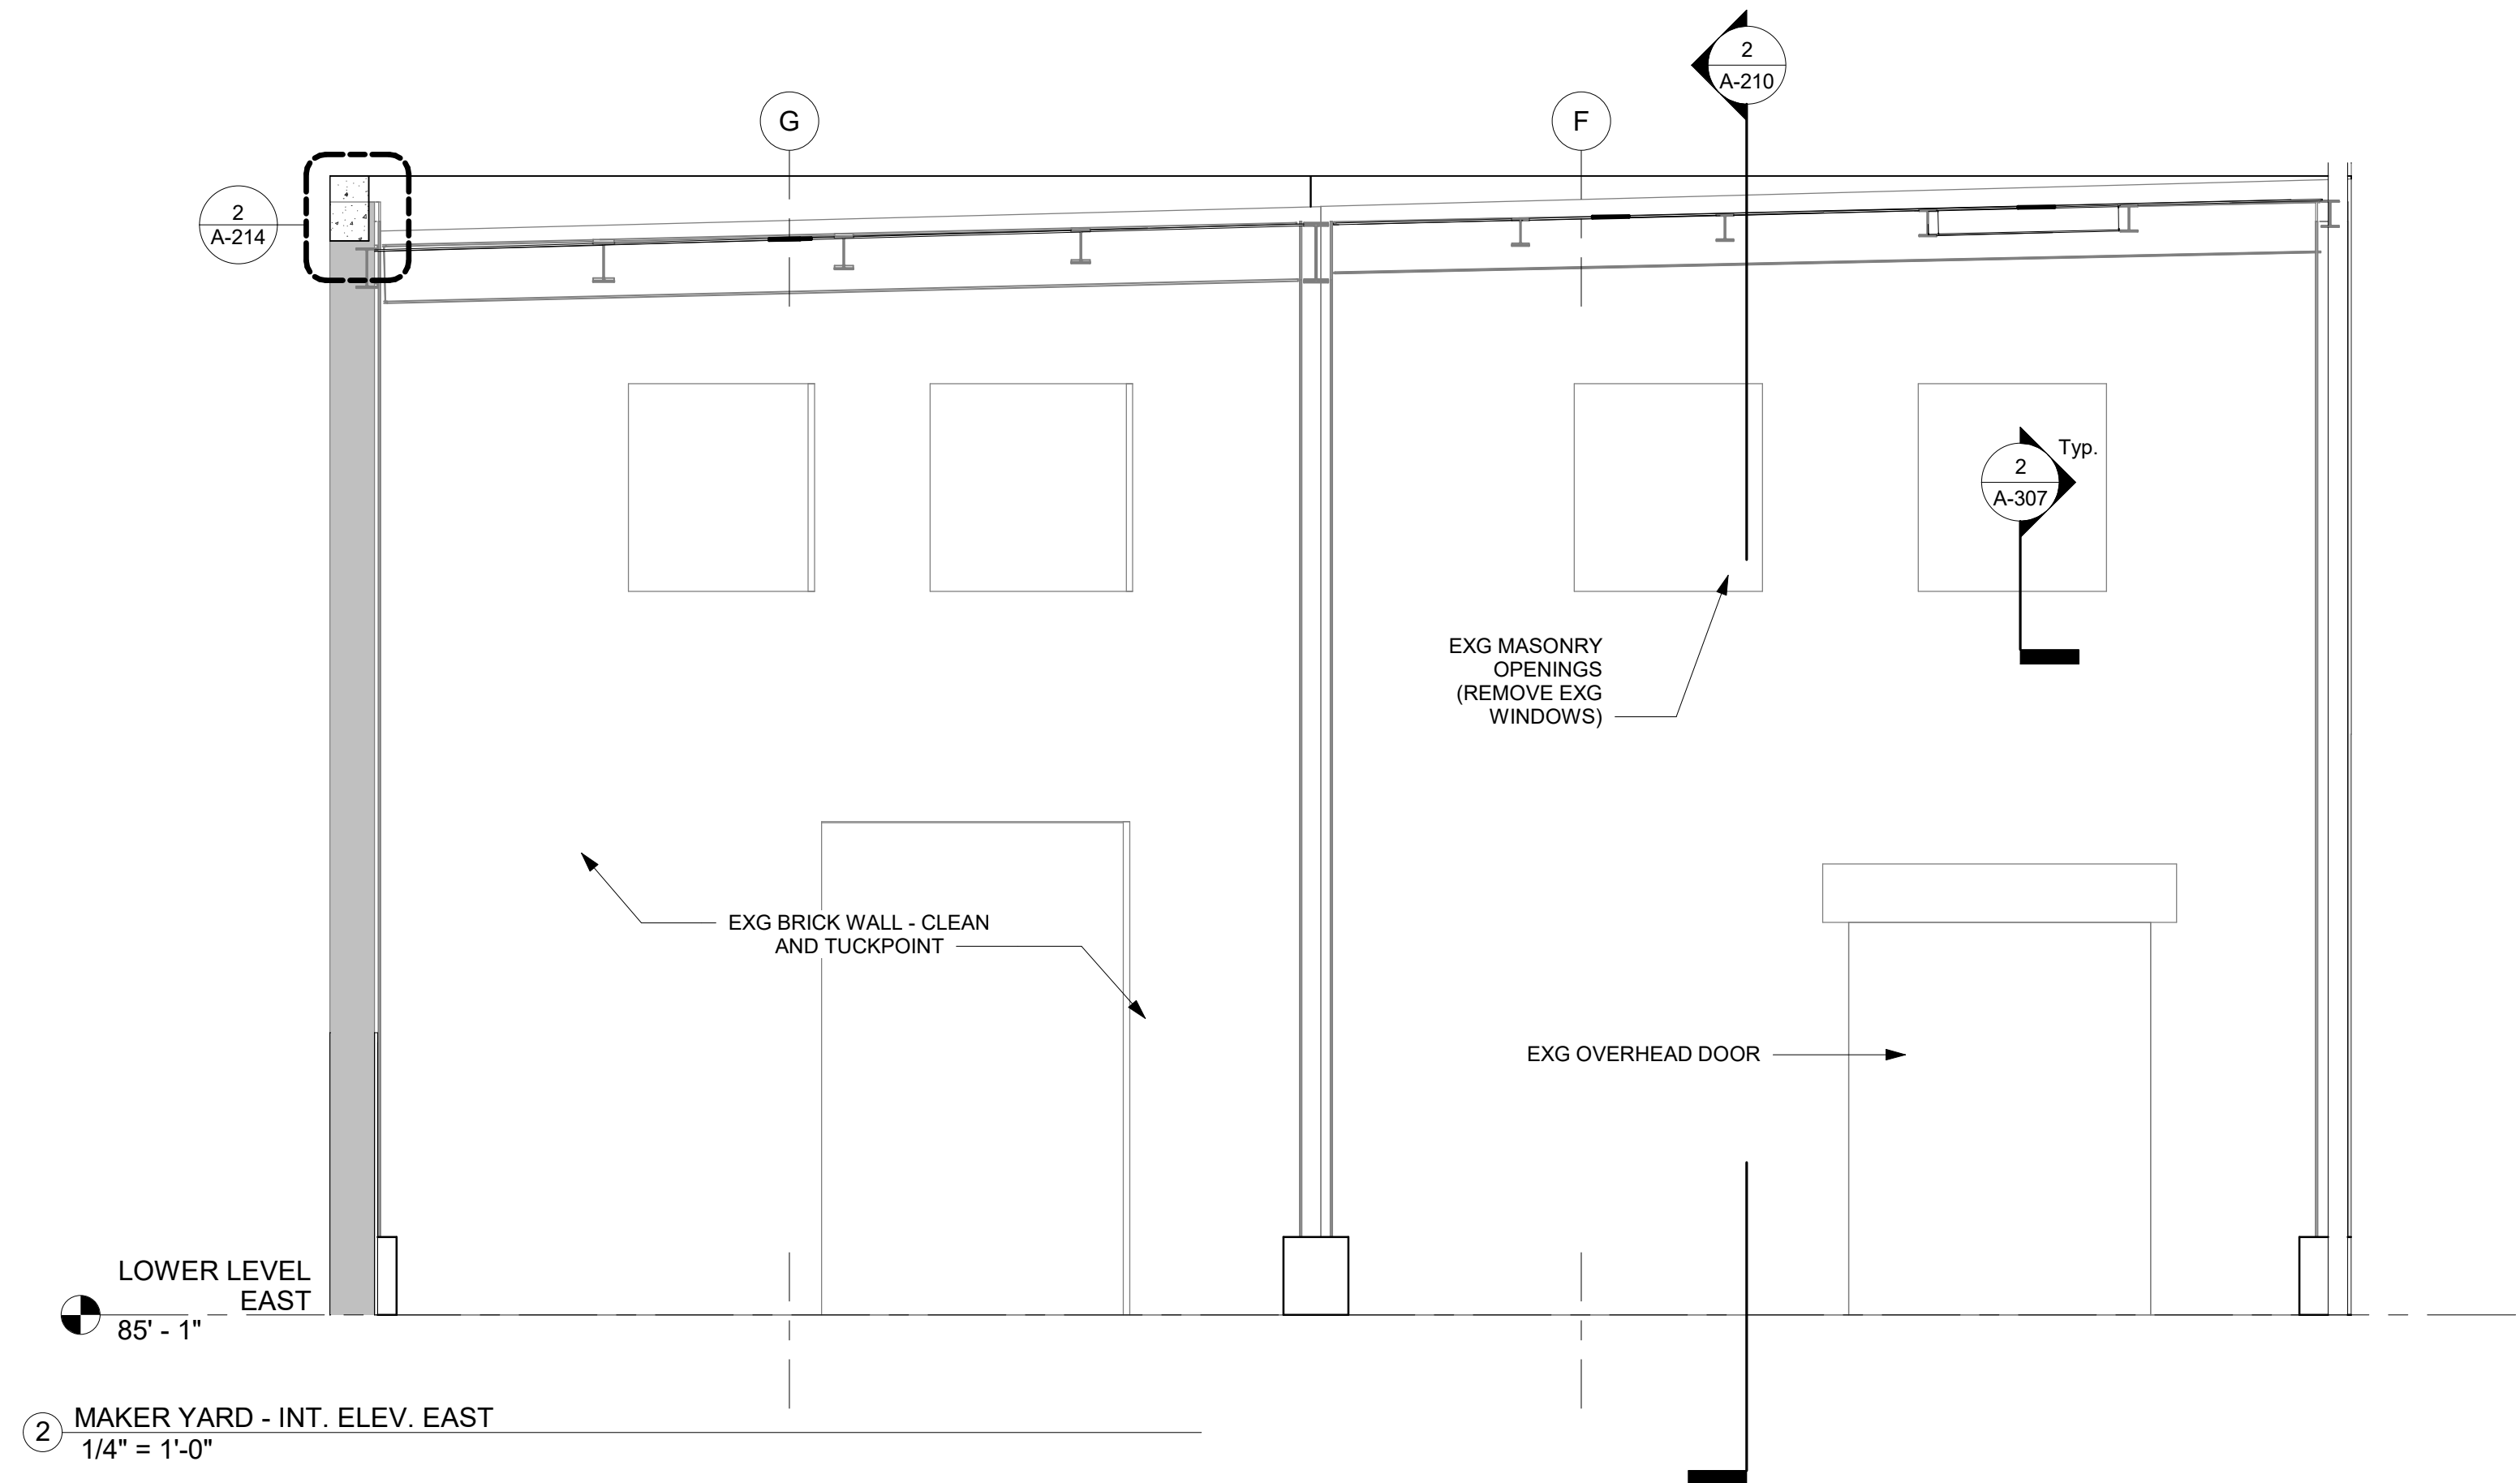 2
A-210
G
F
2
A-214
Typ.
2
A-307
EXG MASONRY
OPENINGS
(REMOVE EXG
WINDOWS)
EXG BRICK WALL - CLEAN
AND TUCKPOINT
EXG OVERHEAD DOOR
LOWER LEVEL
EAST
85' - 1"
2
MAKER YARD - INT. ELEV. EAST
1/4" = 1'-0"